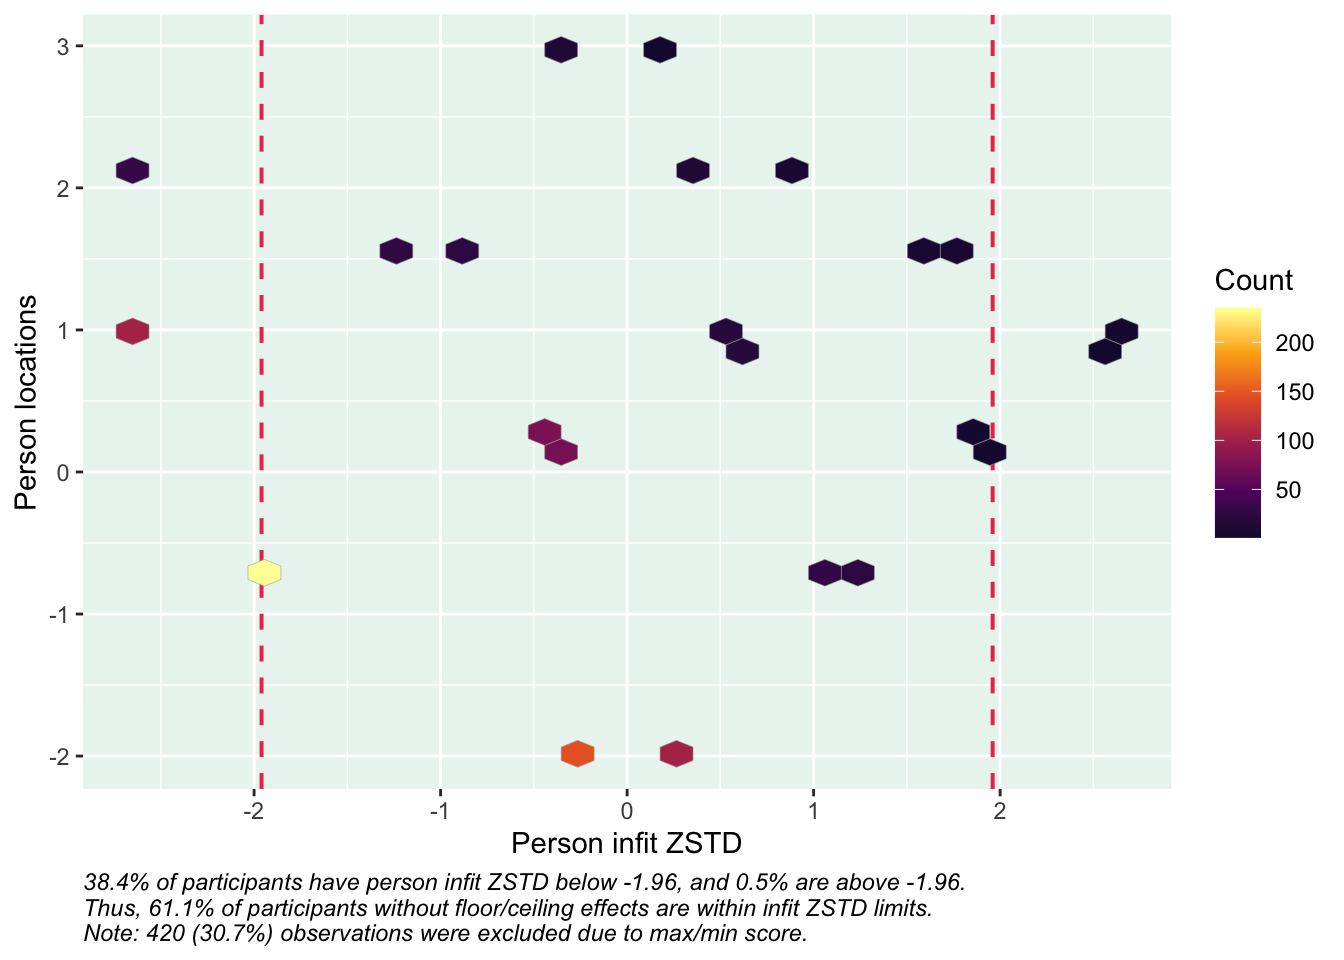 3
2
1
0
-1
-2
Person locations
-2
-1
0
1
2
Person infit ZSTD
Count
200
150
100
50
38.4% of participants have person infit ZSTD below -1.96, and 0.5% are above -1.96.
Thus, 61.1% of participants without floor/ceiling effects are within infit ZSTD limits.
Note: 420 (30.7%) observations were excluded due to max/min score.